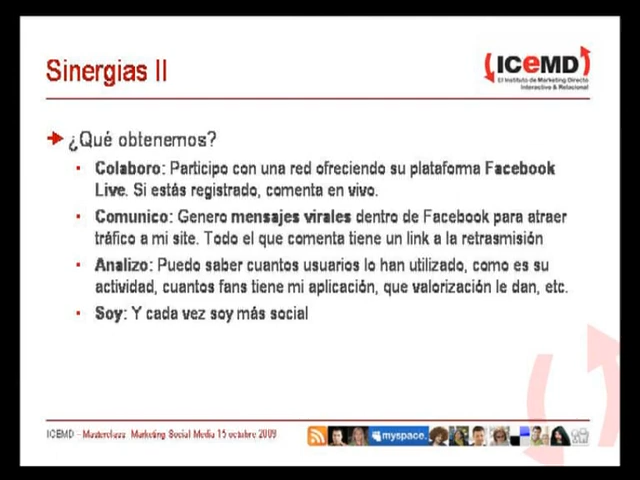 Sinergias II
ICEMD
El Instituto de Marketing Directo
Interactive & Relacional
¿Qué obtenemos?
Colaboro: Participo con una red ofreciendo su plataforma Facebook
Live. Si estás registrado, comenta en vivo.
Comunico: Genero mensajes virales dentro de Facebook para atraer
tráfico a mi site. Todo el que comenta tiene un link a la retrasmisión
Analizo: Puedo saber cuantos usuarios lo han utilizado, como es su
actividad, cuantos fans tiene mi aplicación, que valorización le dan, etc.
Soy: Y cada vez soy más social
ICEMD - Masterclass Marketing Social Media 15 octubre 2009
myspace.